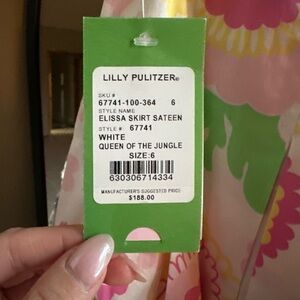 LILLY PULITZER®
SKU #
67741-100-364 6
STYLE NAME
ELISSA SKIRT SATEEN
STYLE #: 67741
WHITE
QUEEN OF THE JUNGLE
SIZE:6
630306714334
MANUFACTURER'S SUGGESTED PRICE
$188.00